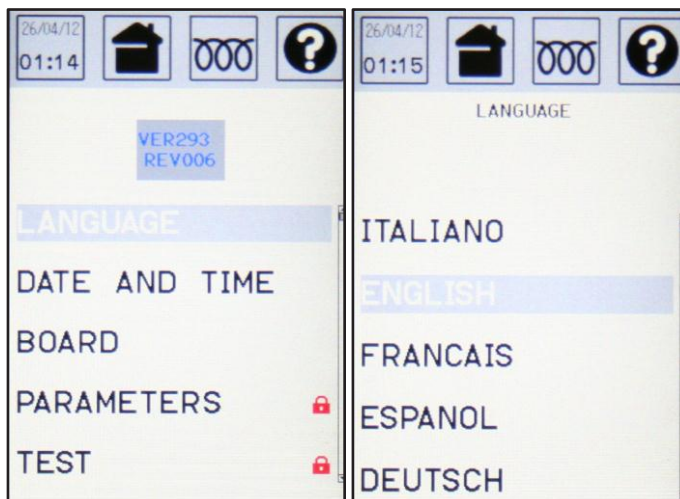 26/04/12
01:14
?
VER293
REV006
LANGUAGE
DATE AND TIME
BOARD
PARAMETERS
TEST
26/04/12
01:15
?
LANGUAGE
ITALIANO
ENGLISH
FRANCAIS
ESPANOL
DEUTSCH